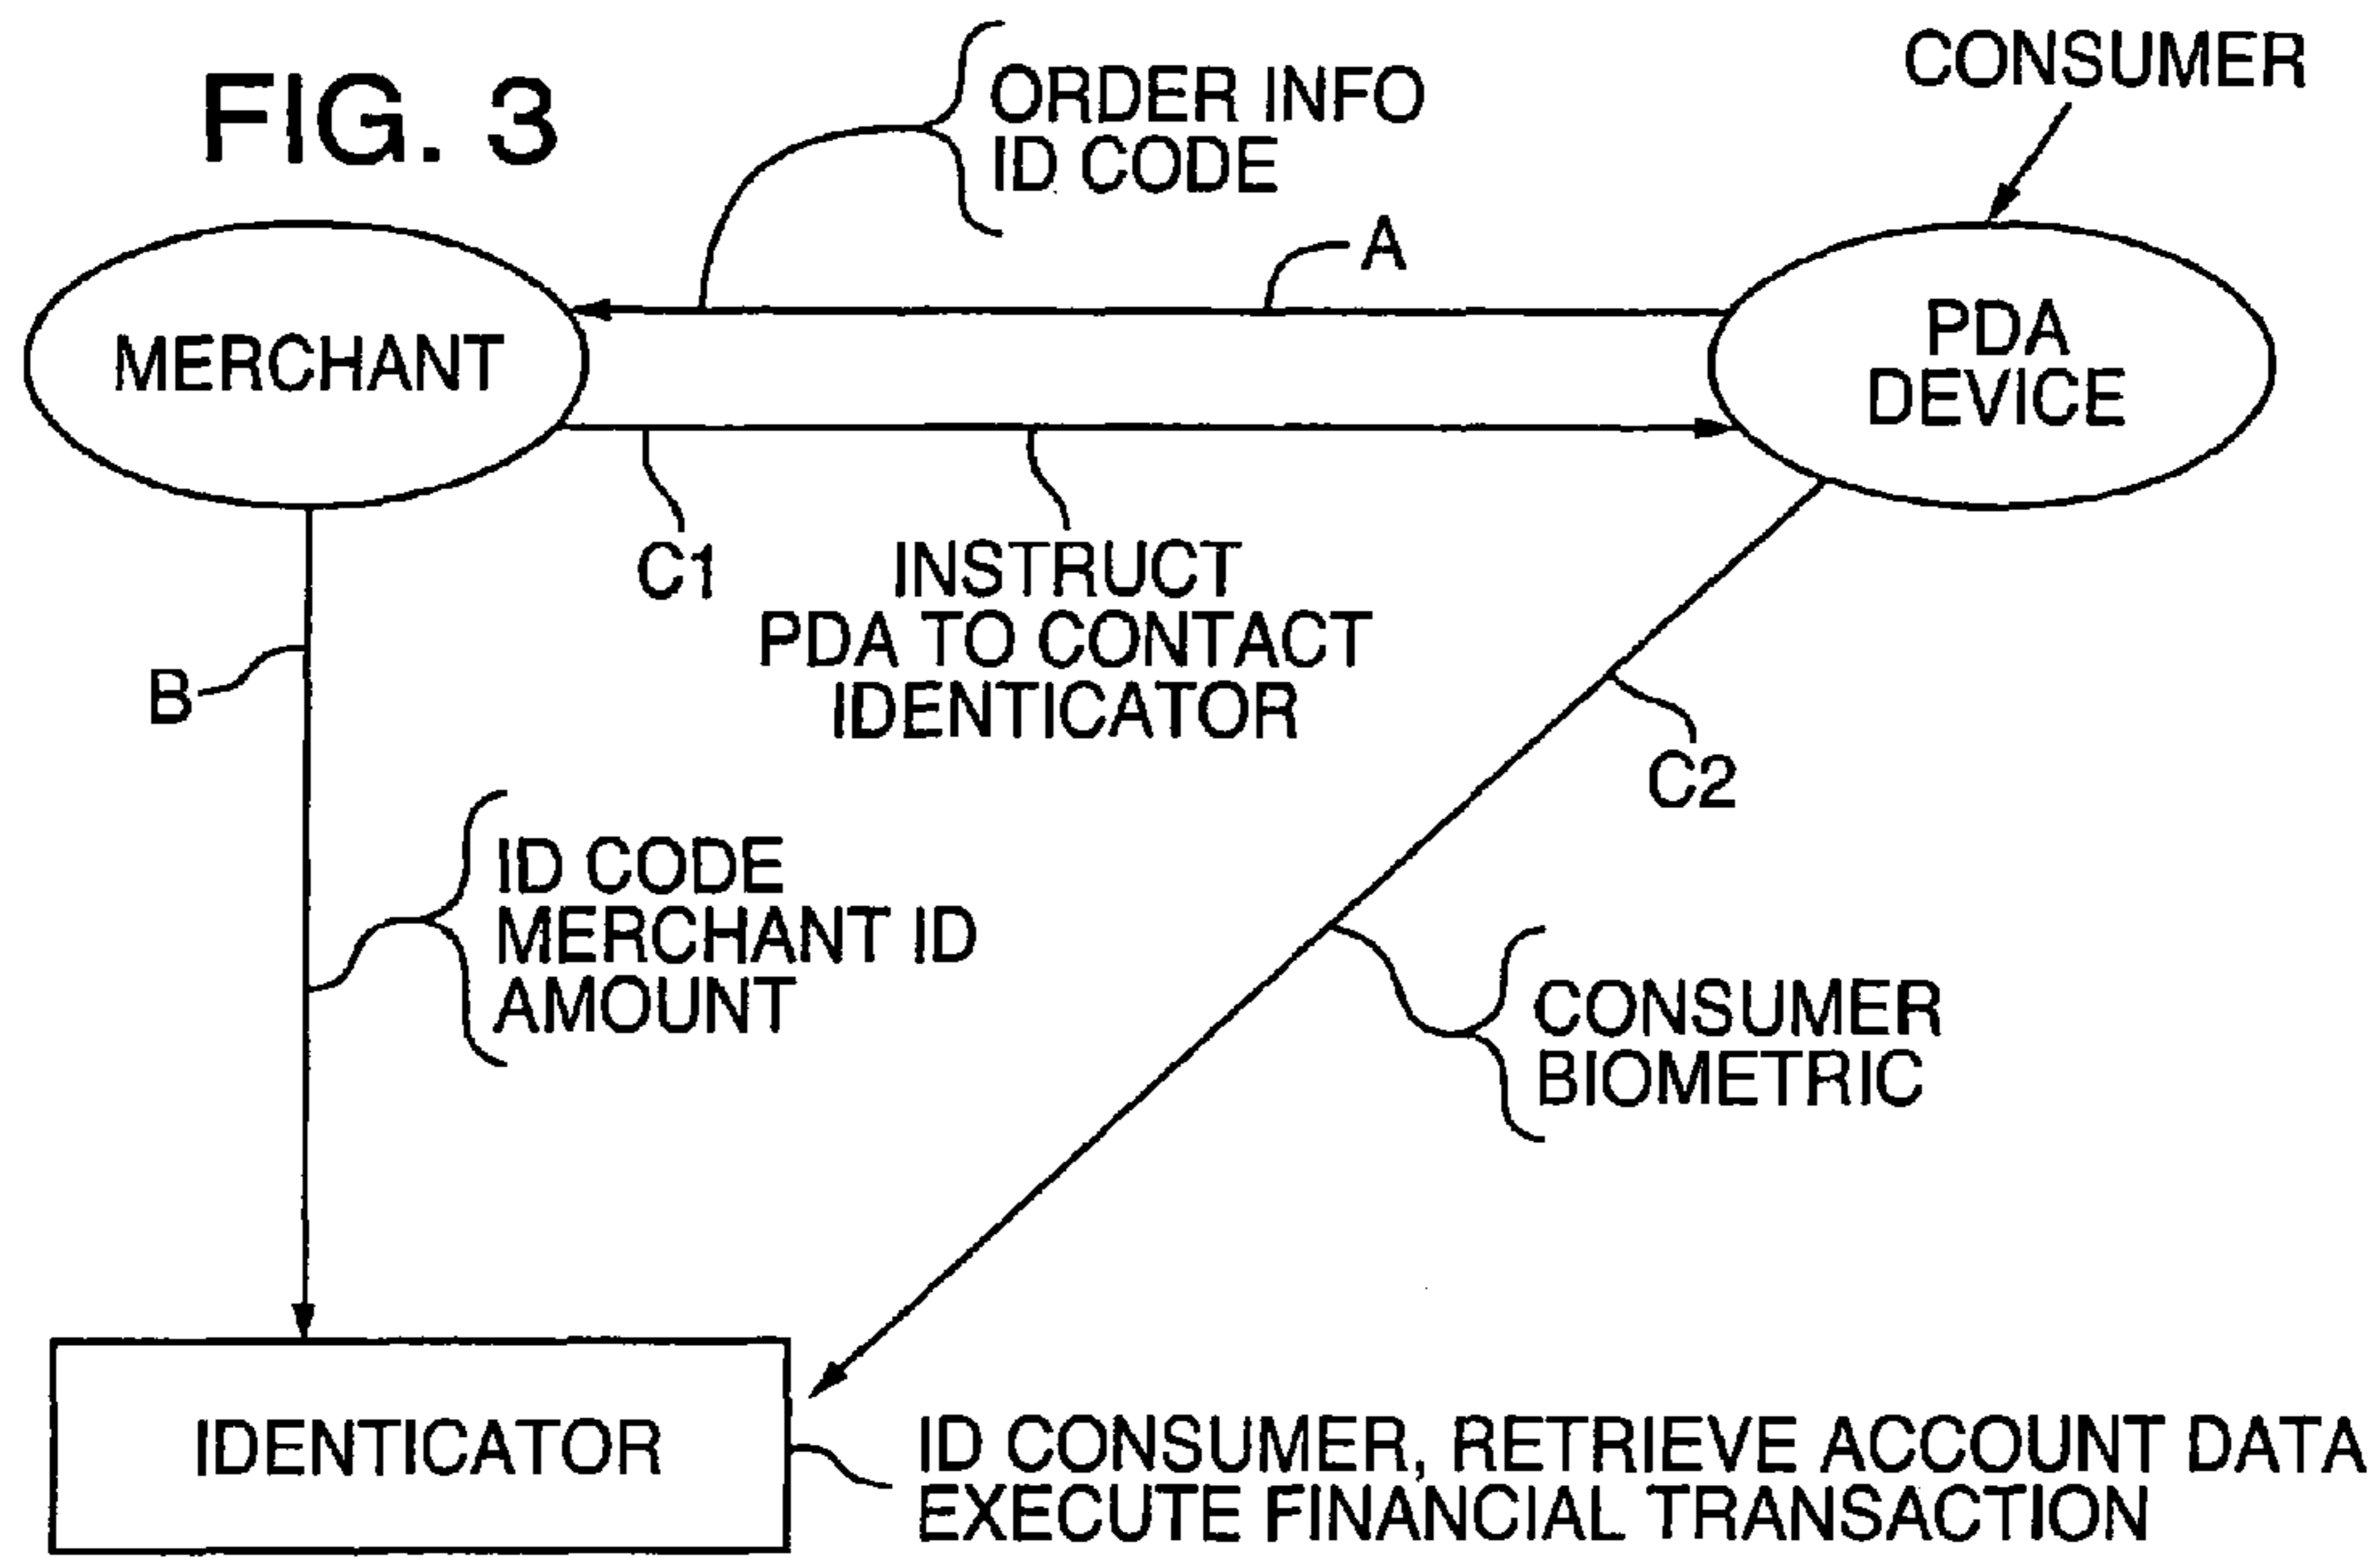 FIG. 3
ORDER INFO
ID CODE
CONSUMER
A
MERCHANT
PDA
DEVICE
C1
INSTRUCT
PDA TO CONTACT
IDENTICATOR
B
C2
ID CODE
MERCHANT ID
AMOUNT
CONSUMER
BIOMETRIC
IDENTICATOR
ID CONSUMER, RETRIEVE ACCOUNT DATA
EXECUTE FINANCIAL TRANSACTION